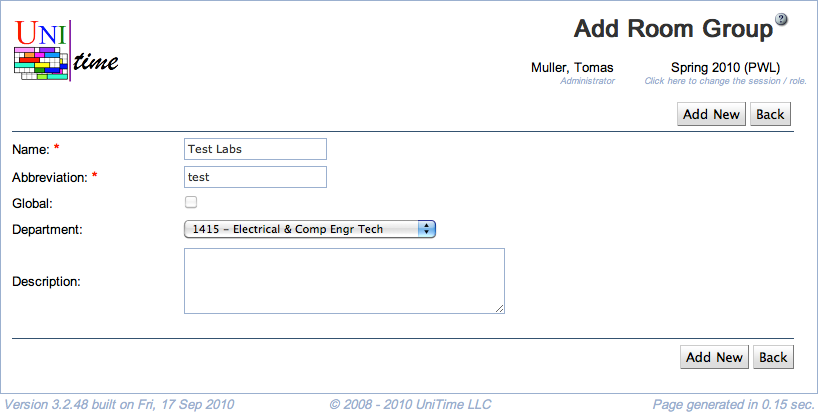 UNI
time
Add Room Group ?
Muller, Tomas Spring 2010 (PWL)
Administrator Click here to change the session / role.
Add New Back
Name: * Test Labs
Abbreviation: * test
Global:
Department: 1415 - Electrical & Comp Engr Tech
Description:
Add New Back
Version 3.2.48 built on Fri, 17 Sep 2010 © 2008 - 2010 UniTime LLC Page generated in 0.15 sec.